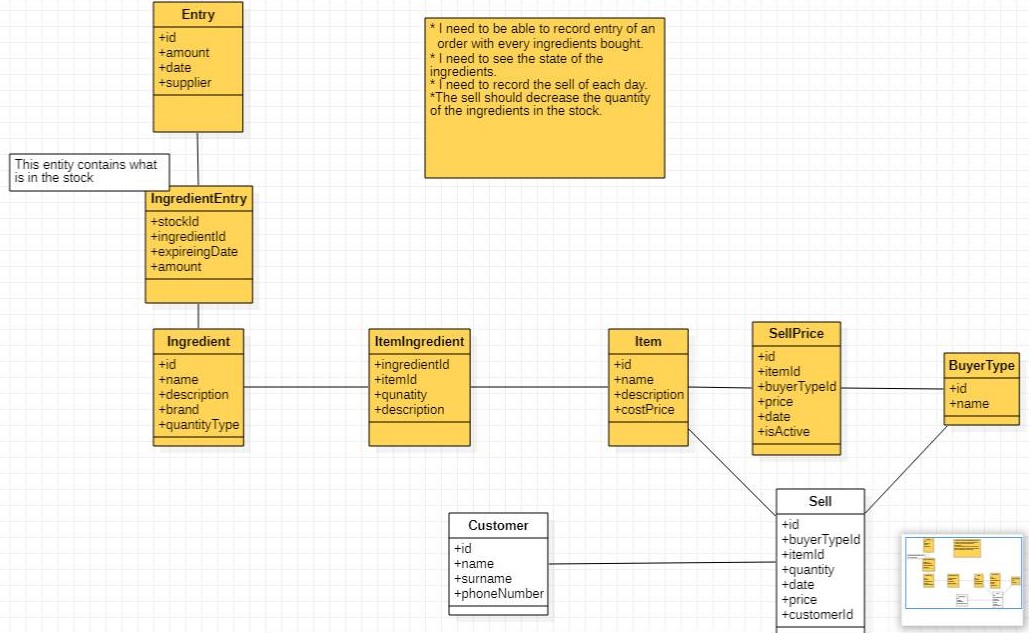 Entry
+id
+amount
+date
+supplier
* I need to be able to record entry of an
order with every ingredients bought.
* I need to see the state of the
ingredients.
* I need to record the sell of each day.
*The sell should decrease the quantity
of the ingredients in the stock.
This entity contains what
is in the stock
IngredientEntry
+stockId
+ingredientId
+expireingDate
+amount
Ingredient
+id
+name
+description
+brand
+quantityType
ItemIngredient
+ingredientId
+itemId
+qunatity
+description
Item
+id
+name
+description
+costPrice
SellPrice
+id
+itemId
+buyerTypeId
+price
+date
+isActive
BuyerType
+id
+name
Customer
+id
+name
+surname
+phoneNumber
Sell
+id
+buyerTypeId
+itemId
+quantity
+date
+price
+customerId